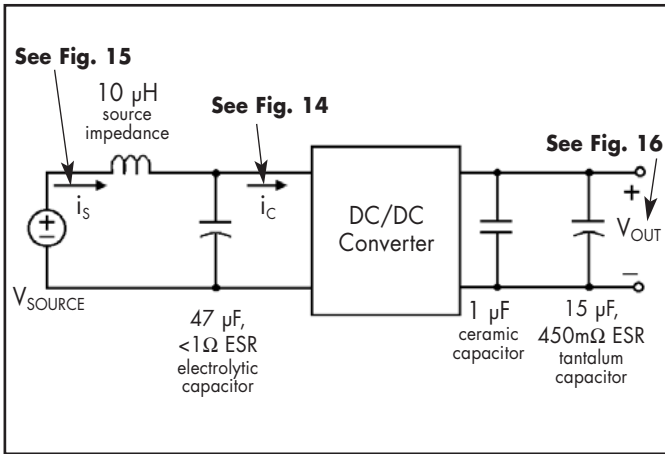 See Fig. 15
10 µH
source
impedance
See Fig. 14
See Fig. 16
iS
iC
+
−
VSOURCE
DC/DC
Converter
+
VOUT
−
47 µF,
<1Ω ESR
electrolytic
capacitor
1 µF
ceramic
capacitor
15 µF,
450mΩ ESR
tantalum
capacitor